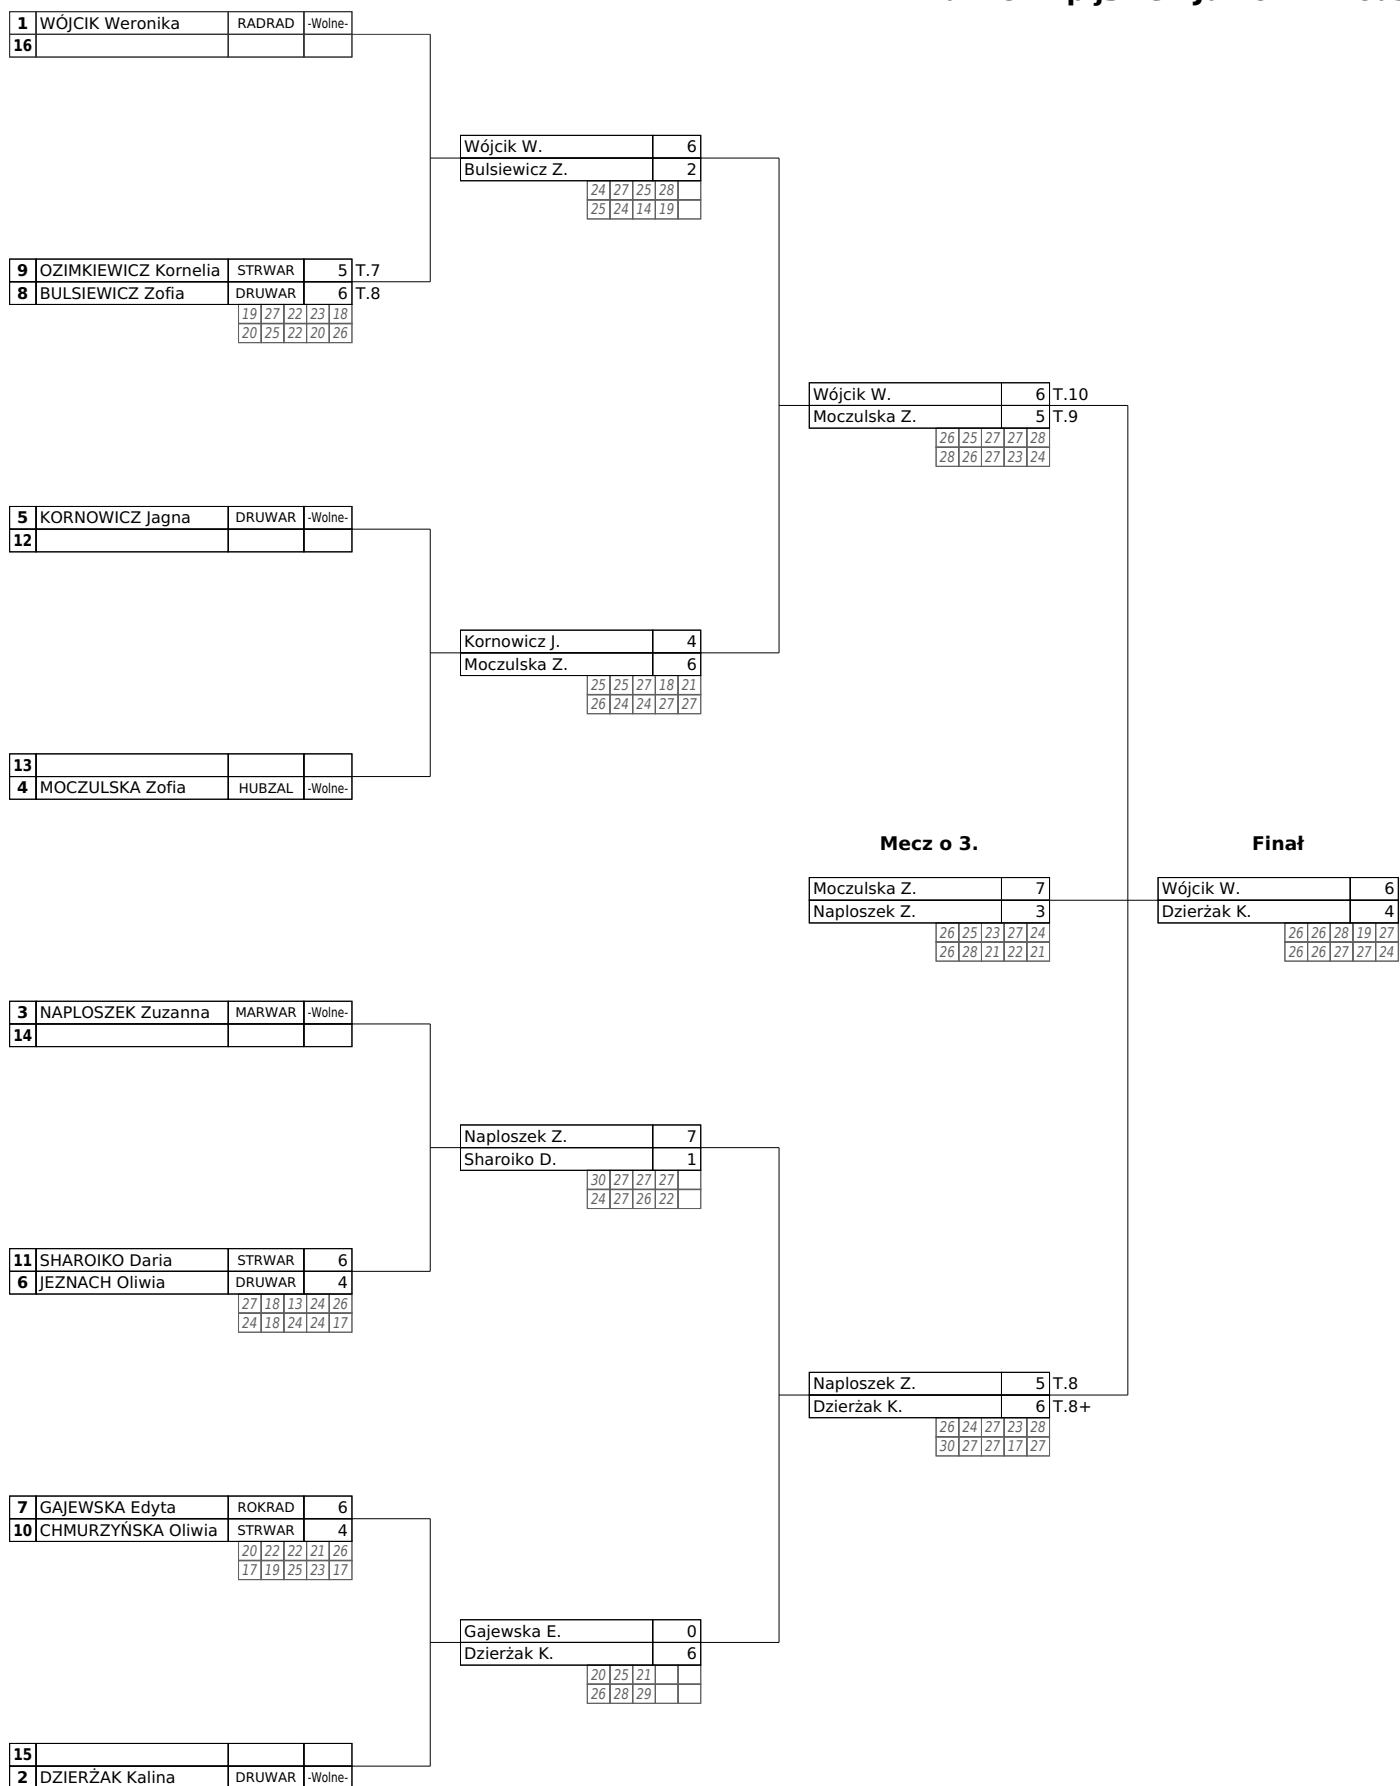 1 WÓJCIK Weronika RADRAD -Wolne-
16
Wójcik W. 6
Bulsiewicz Z. 2
24 27 25 28
25 24 14 19
9 OZIMKIEWICZ Kornelia STRWAR 5 T.7
8 BULSIEWICZ Zofia DRUWAR 6 T.8
19 27 22 23 18
20 25 22 20 26
Wójcik W. 6 T.10
Moczulska Z. 5 T.9
26 25 27 27 28
28 26 27 23 24
5 KORNOWICZ Jagna DRUWAR -Wolne-
12
Kornowicz J. 4
Moczulska Z. 6
25 25 27 18 21
26 24 24 27 27
13
4 MOCZULSKA Zofia HUBZAL -Wolne-
Mecz o 3. Finał
Moczulska Z. 7 Wójcik W. 6
Naploszek Z. 3 Dzierżak K. 4
26 25 23 27 24 26 26 28 19 27
26 28 21 22 21 26 26 27 27 24
3 NAPLOSZEK Zuzanna MARWAR -Wolne-
14
Naploszek Z. 7
Sharoiko D. 1
30 27 27 27
24 27 26 22
11 SHAROIKO Daria STRWAR 6
6 JEZNACH Oliwia DRUWAR 4
27 18 13 24 26
24 18 24 24 17
Naploszek Z. 5 T.8
Dzierżak K. 6 T.8+
26 24 27 23 28
30 27 27 17 27
7 GAJEWSKA Edyta ROKRAD 6
10 CHMURZYŃSKA Oliwia STRWAR 4
20 22 22 21 26
17 19 25 23 17
Gajewska E. 0
Dzierżak K. 6
20 25 21
26 28 29
15
2 DZIERŻAK Kalina DRUWAR -Wolne-